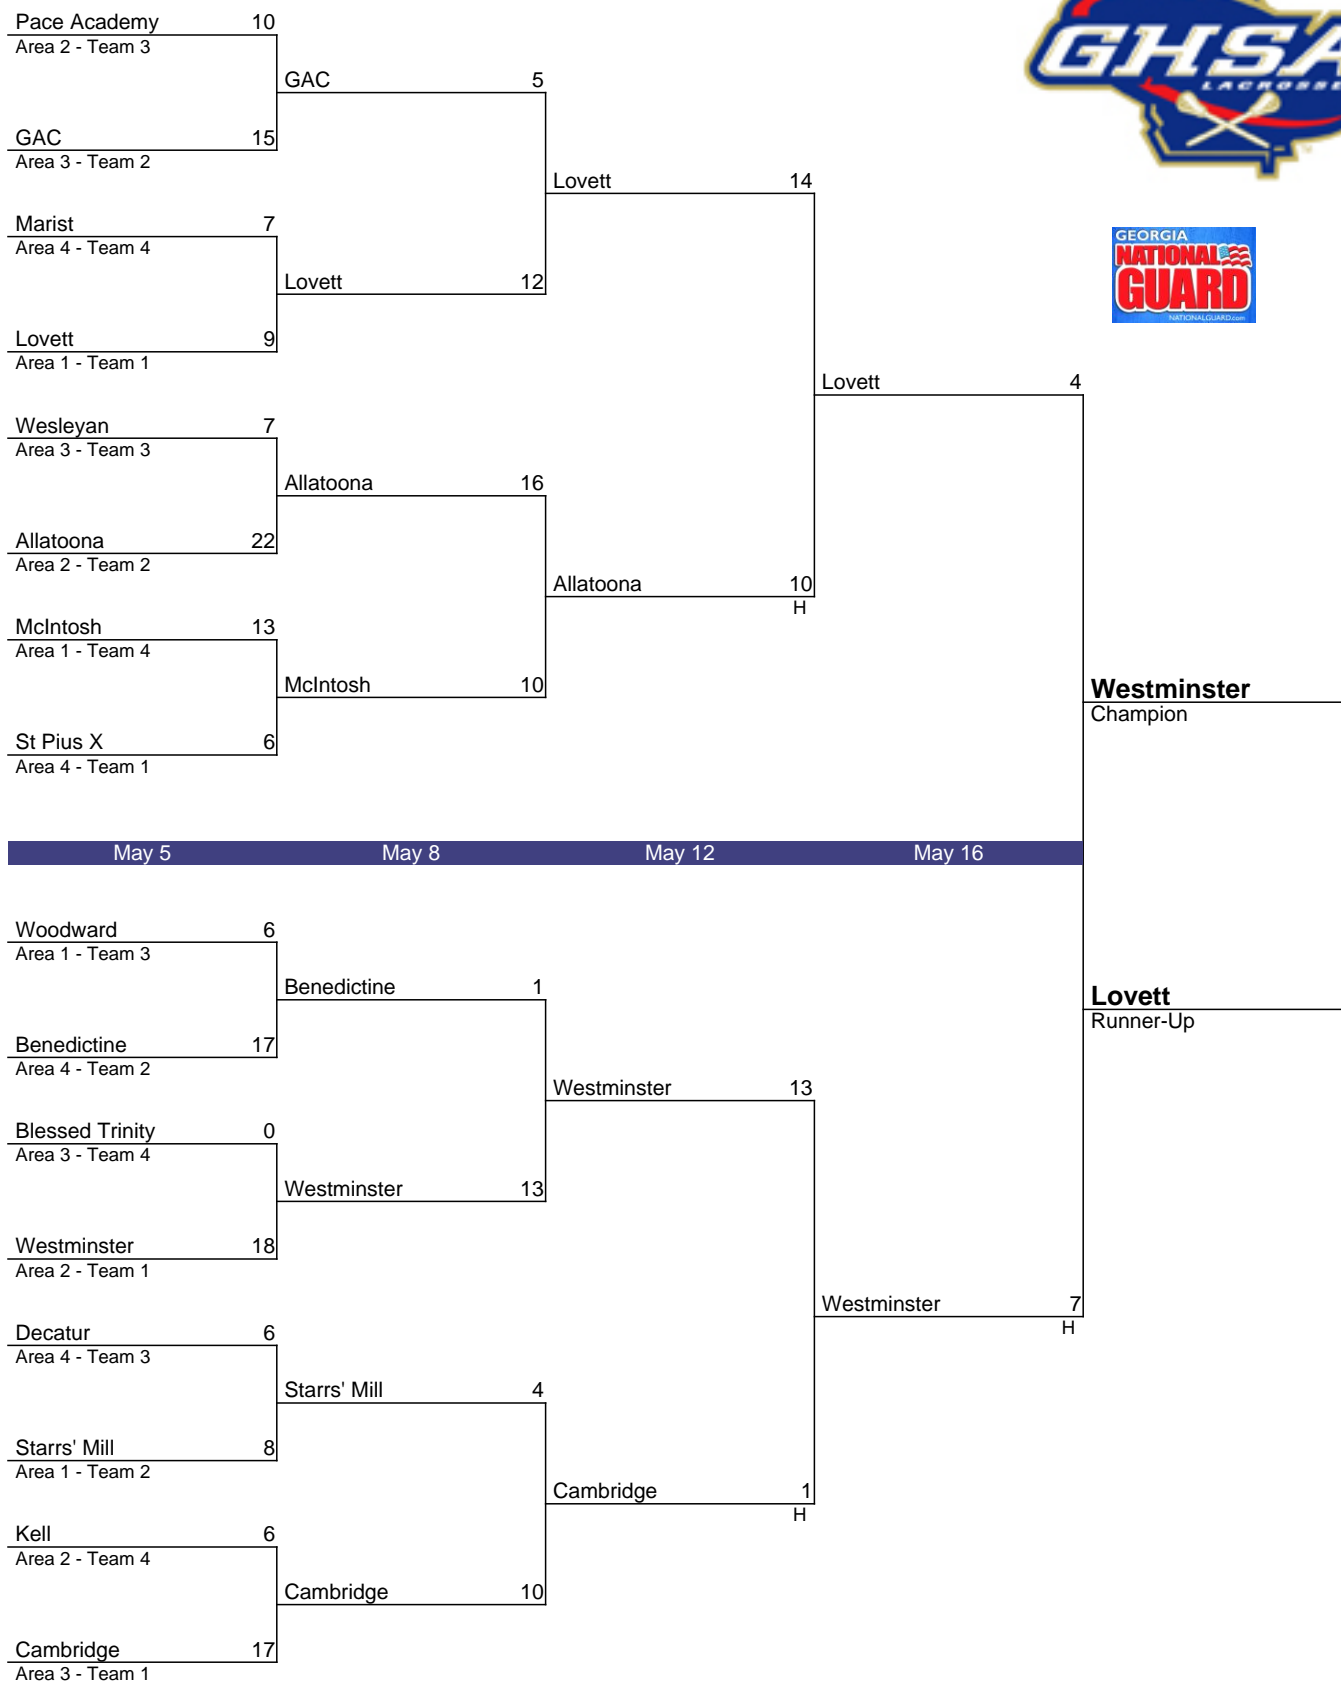 Pace Academy 10
Area 2 - Team 3
GAC 5
GAC 15
Area 3 - Team 2
Lovett 14
Marist 7
Area 4 - Team 4
Lovett 12
Lovett 9
Area 1 - Team 1
Lovett 4
Wesleyan 7
Area 3 - Team 3
Allatoona 16
Allatoona 22
Area 2 - Team 2
Allatoona 10
H
McIntosh 13
Area 1 - Team 4
McIntosh 10
St Pius X 6
Area 4 - Team 1
GHSA
LACROSSE
GEORGIA
NATIONAL
GUARD
NATIONALGUARD.com
Westminster
Champion
May 5 May 8 May 12 May 16
Woodward 6
Area 1 - Team 3
Benedictine 1
Benedictine 17
Area 4 - Team 2
Westminster 13
Blessed Trinity 0
Area 3 - Team 4
Westminster 13
Westminster 18
Area 2 - Team 1
Westminster 7
H
Decatur 6
Area 4 - Team 3
Starrs' Mill 4
Starrs' Mill 8
Area 1 - Team 2
Cambridge 1
H
Kell 6
Area 2 - Team 4
Cambridge 10
Cambridge 17
Area 3 - Team 1
Lovett
Runner-Up